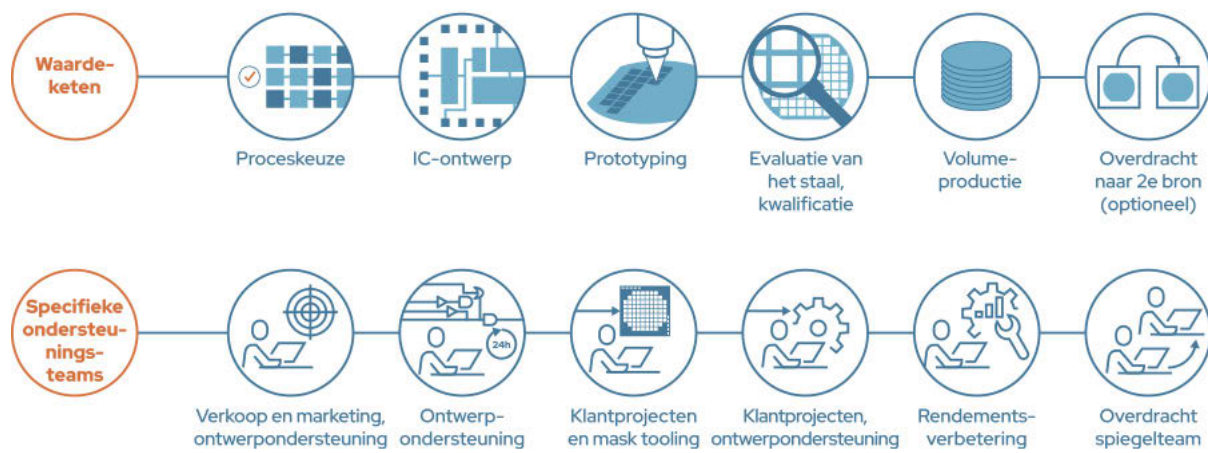 Waarde-
keten
Proceskeuze
IC-ontwerp
Prototyping
Evaluatie van
het staal,
kwalificatie
Volume-
productie
Overdracht
naar 2e bron
(optioneel)
Specifieke
ondersteu-
nings-
teams
24h
Verkoop en marketing,
ontwerpondersteuning
Ontwerp-
ondersteuning
Klantprojecten
en mask tooling
Klantprojecten,
ontwerpondersteuning
Rendements-
verbetering
Overdracht
spiegelteam